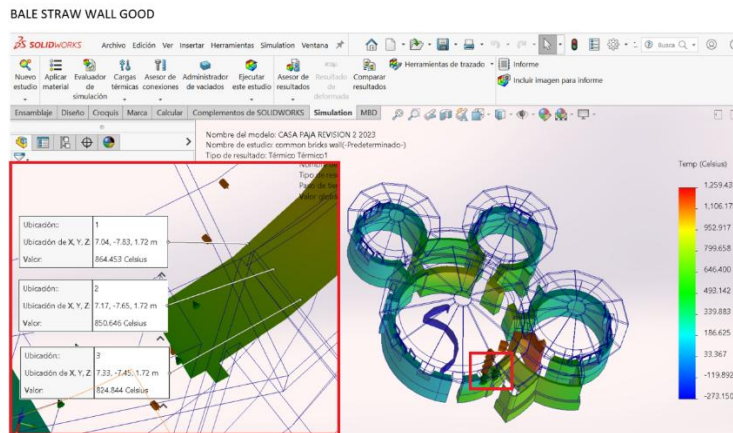 BALE STRAW WALL GOOD
SOLIDWORKS Archivo Edición Ver Insertar Herramientas Simulation Ventana
Busca
Nuevo estudio
Aplicar material
Evaluador de simulación
Cargas térmicas
Asesor de conexiones
Administrador de vaciados
Ejecutar este estudio
Asesor de resultados
Resultado de deformada
Comparar resultados
Herramientas de trazado
Informe
Incluir imagen para informe
Ensamblaje Diseño Croquis Marca Calcular Complementos de SOLIDWORKS Simulation MBD
Nombre del modelo: CASA PAJA REVISION 2 2023
Nombre de estudio: common bricks wall(-Predeterminado-)
Tipo de resultado: Térmico Térmico1
Ubicación: 1
Ubicación de X, Y, Z: 7.04, -7.83, 1.72 m
Valor: 864.453 Celsius
Ubicación: 2
Ubicación de X, Y, Z: 7.17, -7.65, 1.72 m
Valor: 850.646 Celsius
Ubicación: 3
Ubicación de X, Y, Z: 7.33, -7.45, 1.72 m
Valor: 824.844 Celsius
Temp (Celsius)
1.259.43
1.106.17
952.917
799.658
646.400
493.142
339.883
186.625
33.367
-119.892
-273.150